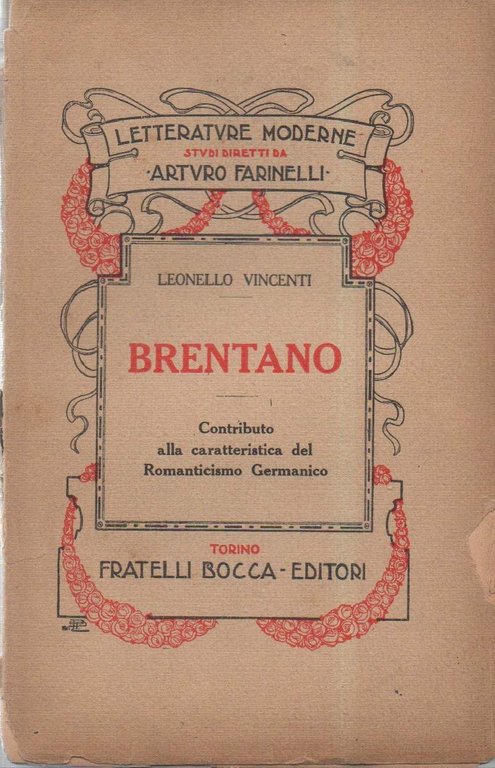 LETTERATVRE MODERNE
STVDI DIRETTI DA
·ARTVRO FARINELLI·
LEONELLO VINCENTI
BRENTANO
Contributo
alla caratteristica del
Romanticismo Germanico
TORINO
FRATELLI BOCCA-EDITORI